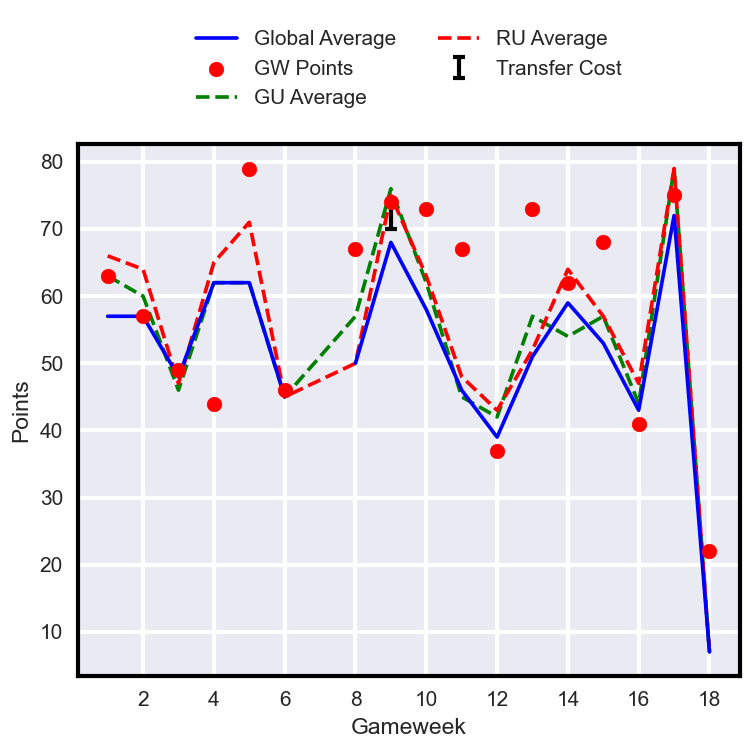 Global Average
GW Points
GU Average
RU Average
Transfer Cost
80
70
60
50
40
30
20
10
Points
2 4 6 8 10 12 14 16 18
Gameweek